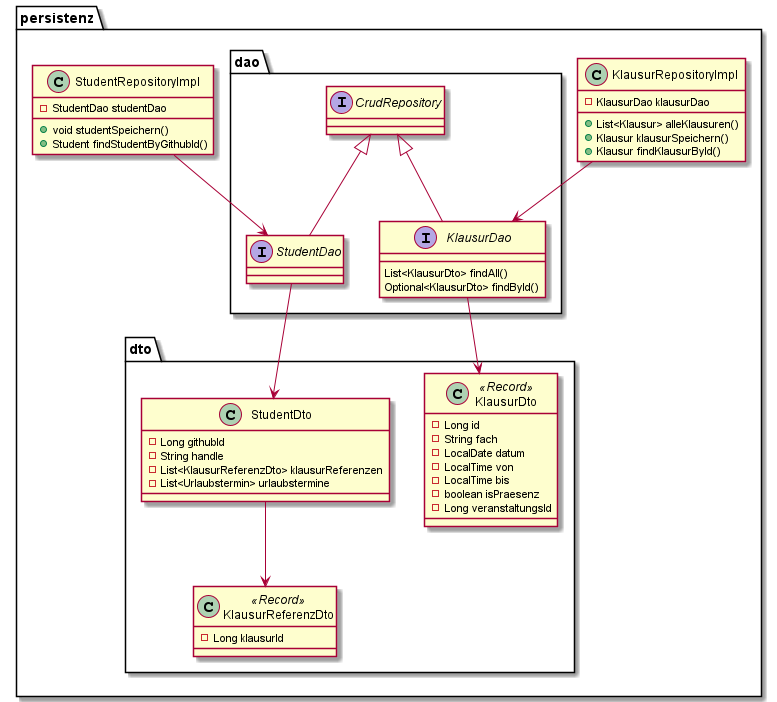 persistenz
C StudentRepositoryImpl
StudentDao studentDao
void studentSpeichern()
Student findStudentByGithubId()
dao
I CrudRepository
C KlausurRepositoryImpl
KlausurDao klausurDao
List<Klausur> alleKlausuren()
Klausur klausurSpeichern()
Klausur findKlausurById()
I StudentDao
I KlausurDao
List<KlausurDto> findAll()
Optional<KlausurDto> findById()
dto
C StudentDto
Long githubId
String handle
List<KlausurReferenzDto> klausurReferenzen
List<Urlaubstermin> urlaubstermine
«Record»
C KlausurDto
Long id
String fach
LocalDate datum
LocalTime von
LocalTime bis
boolean isPraesenz
Long veranstaltungsId
«Record»
C KlausurReferenzDto
Long klausurId